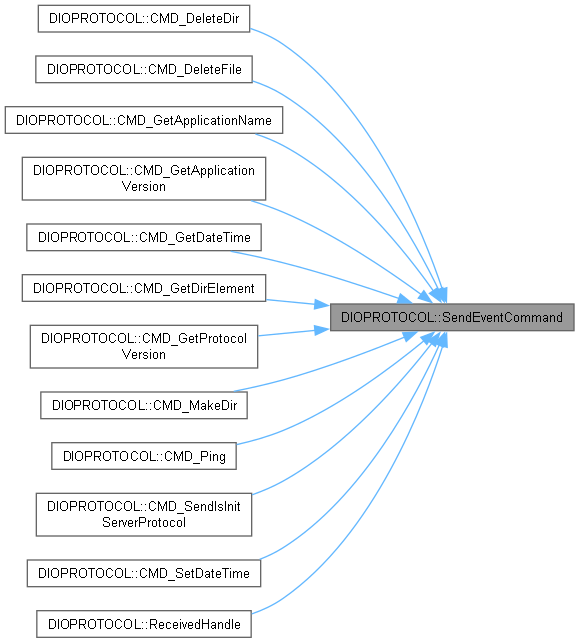 DIOPROTOCOL::CMD_DeleteDir
DIOPROTOCOL::CMD_DeleteFile
DIOPROTOCOL::CMD_GetApplicationName
DIOPROTOCOL::CMD_GetApplication
Version
DIOPROTOCOL::CMD_GetDateTime
DIOPROTOCOL::CMD_GetDirElement
DIOPROTOCOL::SendEventCommand
DIOPROTOCOL::CMD_GetProtocol
Version
DIOPROTOCOL::CMD_MakeDir
DIOPROTOCOL::CMD_Ping
DIOPROTOCOL::CMD_SendIsInit
ServerProtocol
DIOPROTOCOL::CMD_SetDateTime
DIOPROTOCOL::ReceivedHandle